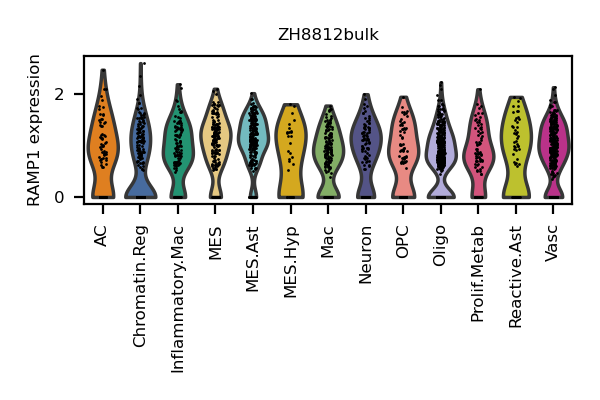 ZH8812bulk
RAMP1 expression
2
0
AC
Chromatin.Reg
Inflammatory.Mac
MES
MES.Ast
MES.Hyp
Mac
Neuron
OPC
Oligo
Prolif.Metab
Reactive.Ast
Vasc